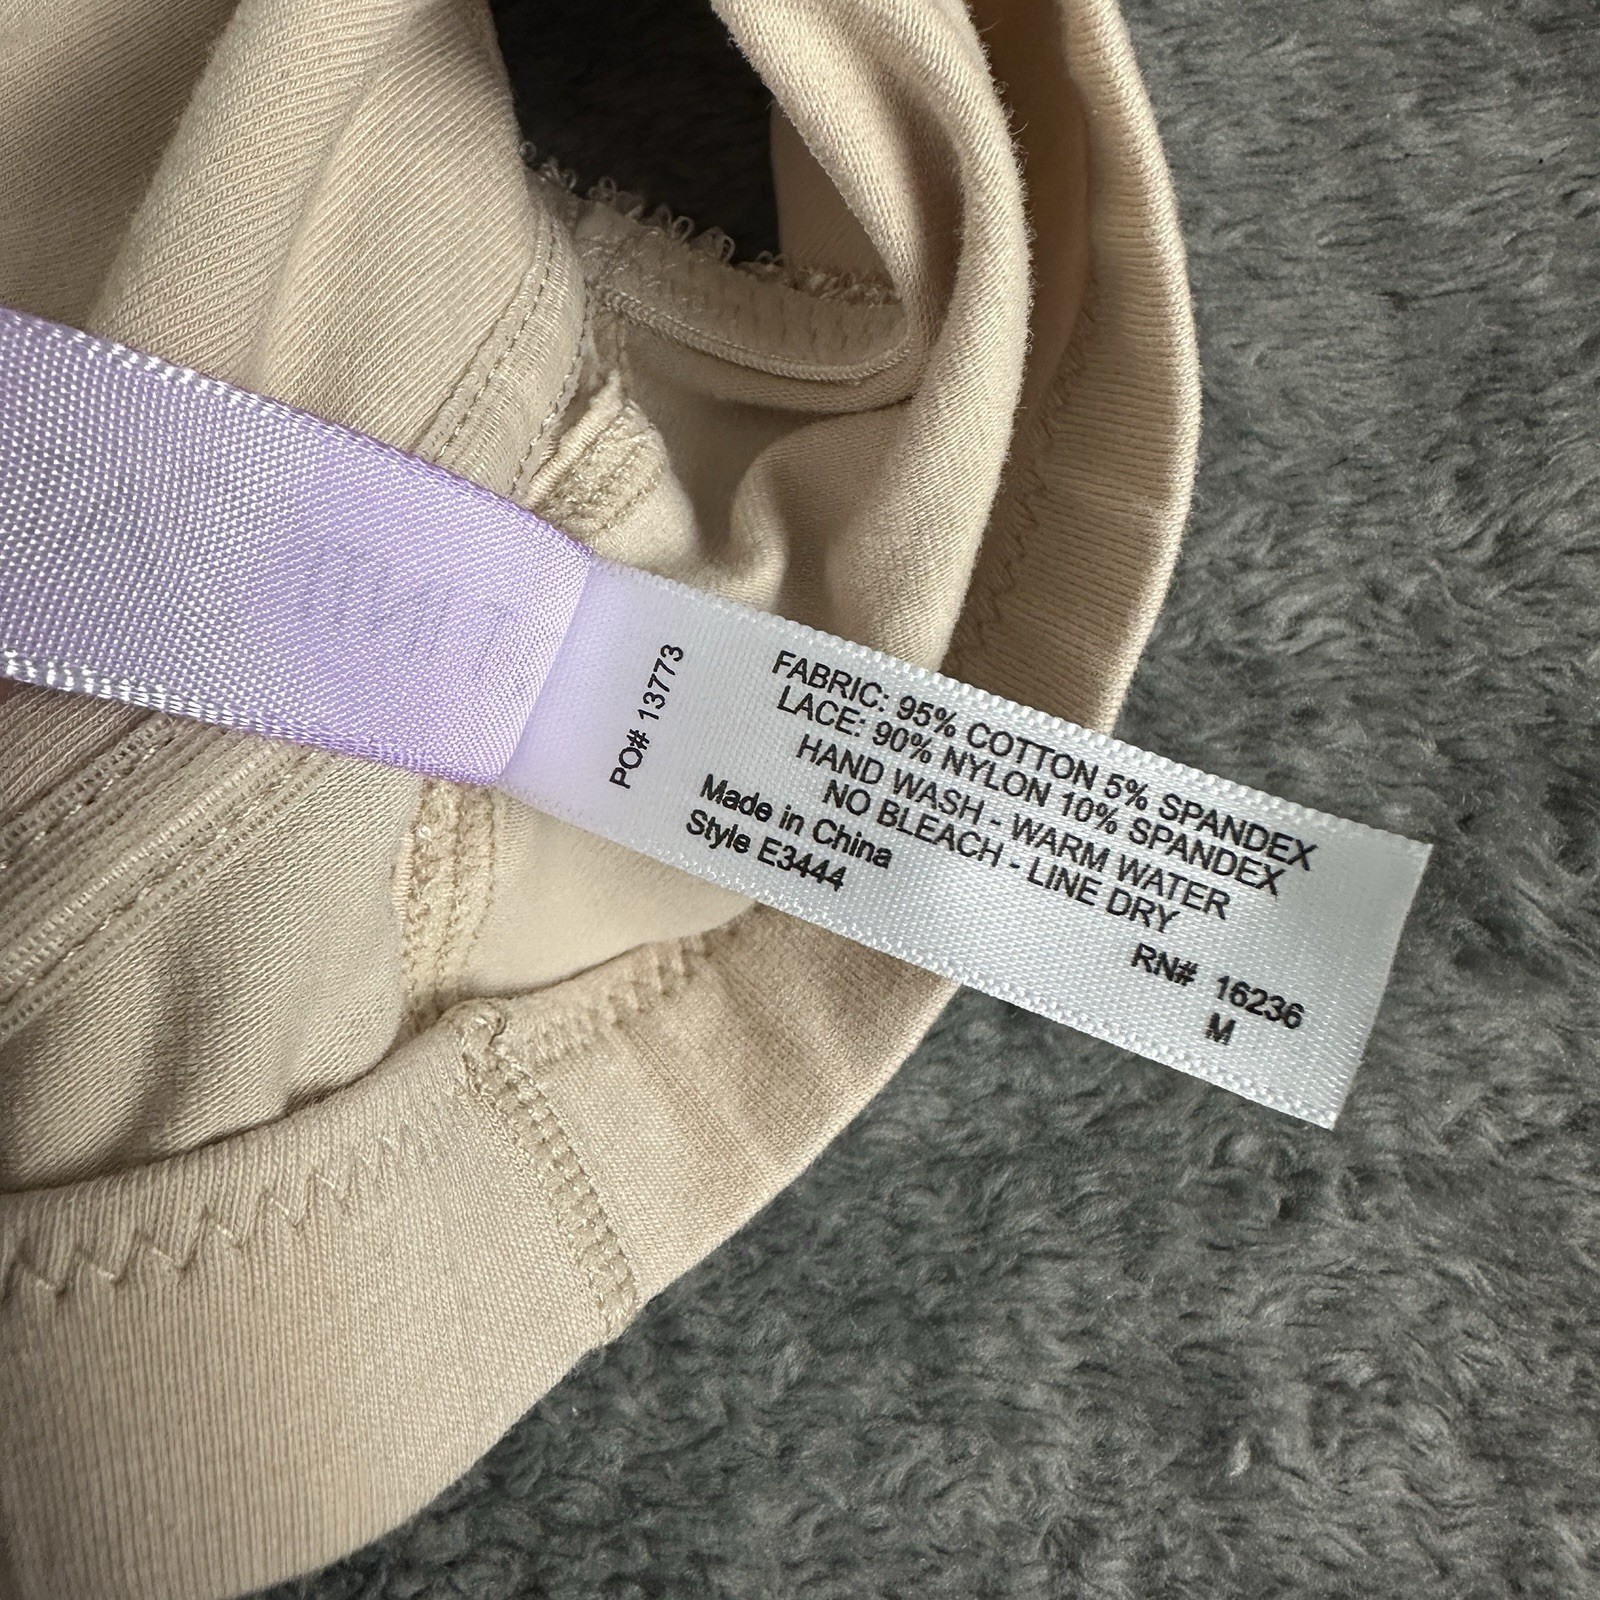 PO# 13773
FABRIC: 95% COTTON 5% SPANDEX
LACE: 90% NYLON 10% SPANDEX
HAND WASH - WARM WATER
NO BLEACH - LINE DRY
Made in China
Style E3444
RN# 16236
M